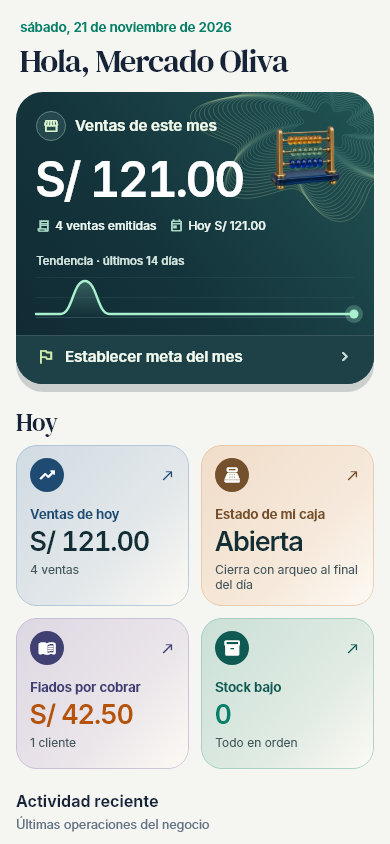 sábado, 21 de noviembre de 2026
Hola, Mercado Oliva
Ventas de este mes
S/ 121.00
4 ventas emitidas Hoy S/ 121.00
Tendencia · últimos 14 días
Establecer meta del mes
Hoy
Ventas de hoy
S/ 121.00
4 ventas
Estado de mi caja
Abierta
Cierra con arqueo al final
del día
Fiados por cobrar
S/ 42.50
1 cliente
Stock bajo
0
Todo en orden
Actividad reciente
Últimas operaciones del negocio